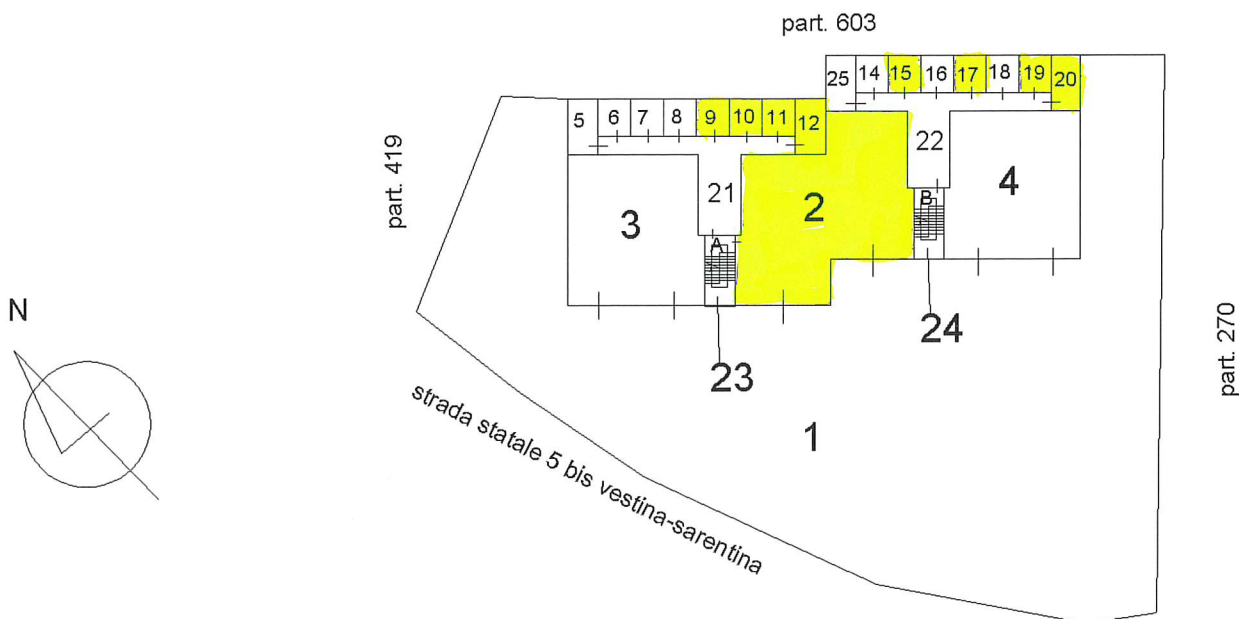 part. 603
25 14 15 16 17 18 19 20
5 6 7 8 9 10 11 12
part. 419
22
21
3
2
4
A
B
N
24
23
part. 270
1
strada statale 5 bis vestina-sarentina